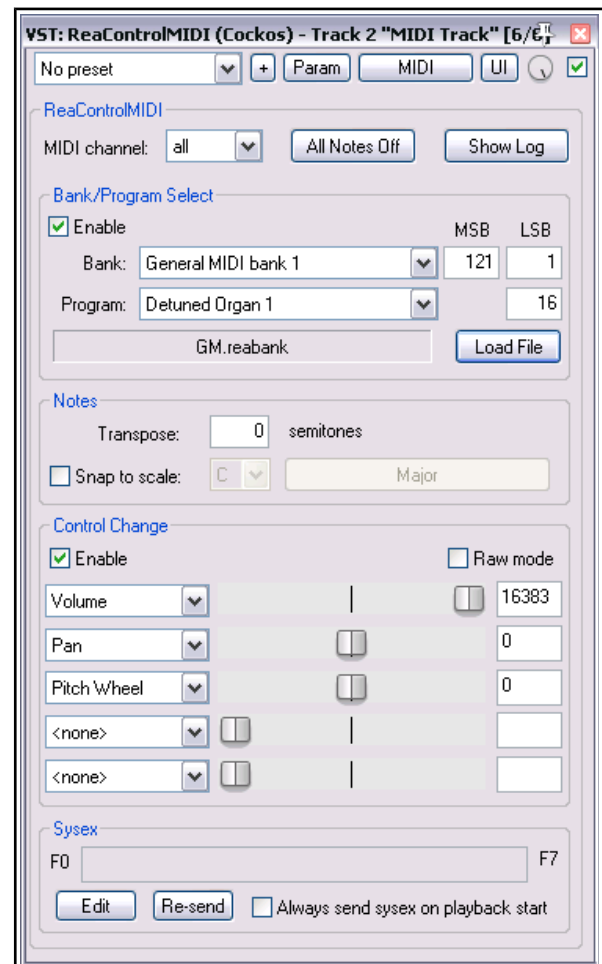 VST: ReaControlMIDI (Cockos) - Track 2 "MIDI Track" [6/6
No preset + Param MIDI UI
ReaControlMIDI
MIDI channel: all All Notes Off Show Log
Bank/Program Select
Enable MSB LSB
Bank: General MIDI bank 1 121 1
Program: Detuned Organ 1 16
GM.reabank Load File
Notes
Transpose: 0 semitones
Snap to scale: C Major
Control Change
Enable Raw mode
Volume 16383
Pan 0
Pitch Wheel 0
<none>
<none>
Sysex
F0 F7
Edit Re-send Always send sysex on playback start